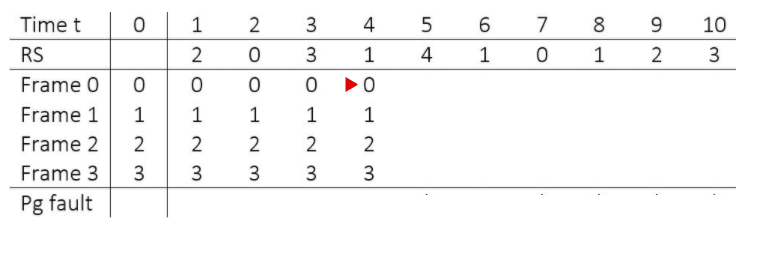 Time t 0 1 2 3 4 5 6 7 8 9 10
RS 2 0 3 1 4 1 0 1 2 3
Frame 0 0 0 0 0 0
Frame 1 1 1 1 1 1
Frame 2 2 2 2 2 2
Frame 3 3 3 3 3 3
Pg fault